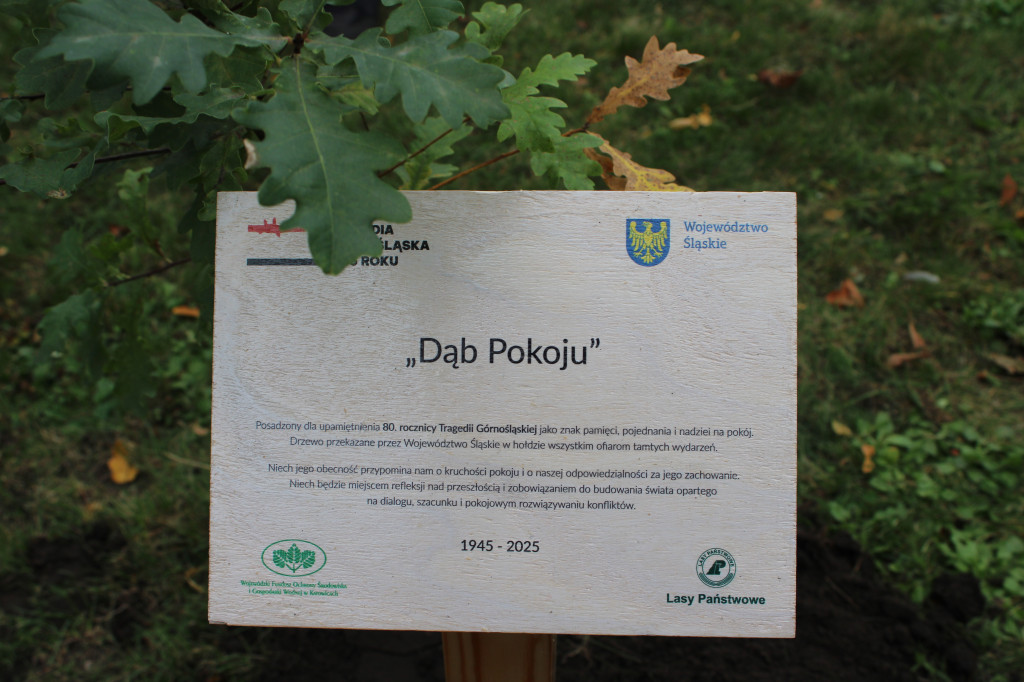 DIA
ŚLĄSKA
ROKU
Województwo
Śląskie
„Dąb Pokoju”
Posadzony dla upamiętnienia 80. rocznicy Tragedii Górnośląskiej jako znak pamięci, pojednania i nadziei na pokój.
Drzewo przekazane przez Województwo Śląskie w hołdzie wszystkim ofiarom tamtych wydarzeń.
Niech jego obecność przypomina nam o kruchości pokoju i o naszej odpowiedzialności za jego zachowanie.
Niech będzie miejscem refleksji nad przeszłością i zobowiązaniem do budowania świata opartego
na dialogu, szacunku i pokojowym rozwiązywaniu konfliktów.
1945 - 2025
Wojewódzki Fundusz Ochrony Środowiska
i Gospodarki Wodnej w Katowicach
LASY PAŃSTWOWE
Lasy Państwowe